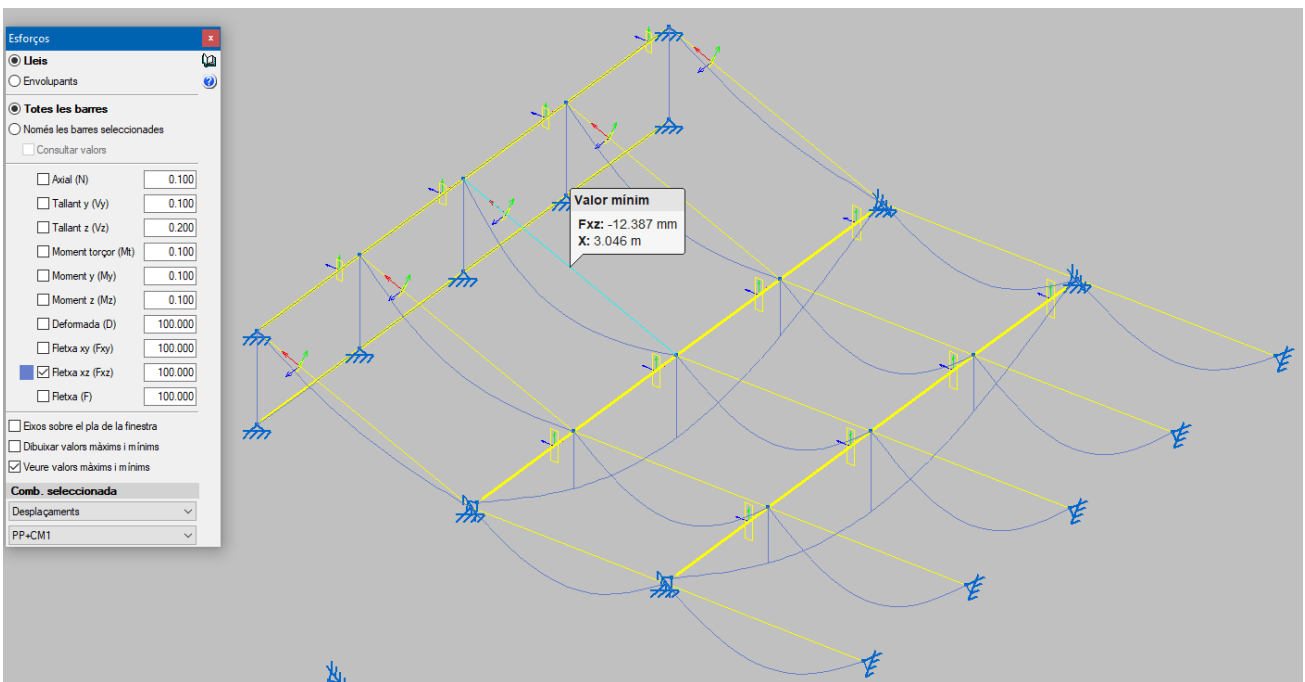 Esforços
x
Lleis
Envolupants
Totes les barres
Només les barres seleccionades
Consultar valors
Axial (N) 0.100
Tallant y (Vy) 0.100
Tallant z (Vz) 0.200
Moment torçor (Mt) 0.100
Moment y (My) 0.100
Moment z (Mz) 0.100
Deformada (D) 100.000
Fletxa xy (Fxy) 100.000
Fletxa xz (Fxz) 100.000
Fletxa (F) 100.000
Eixos sobre el pla de la finestra
Dibuixar valors màxims i mínims
Veure valors màxims i mínims
Comb. seleccionada
Desplaçaments
PP+CM1
Valor mínim
Fxz: -12.387 mm
X: 3.046 m